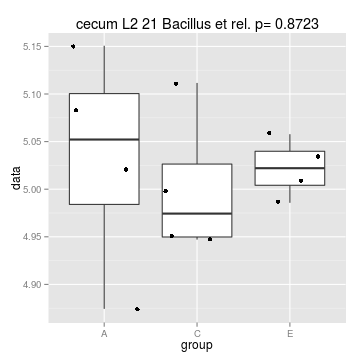 cecum L2 21 Bacillus et rel. p= 0.8723
data
5.15
5.10
5.05
5.00
4.95
4.90
A C E
group